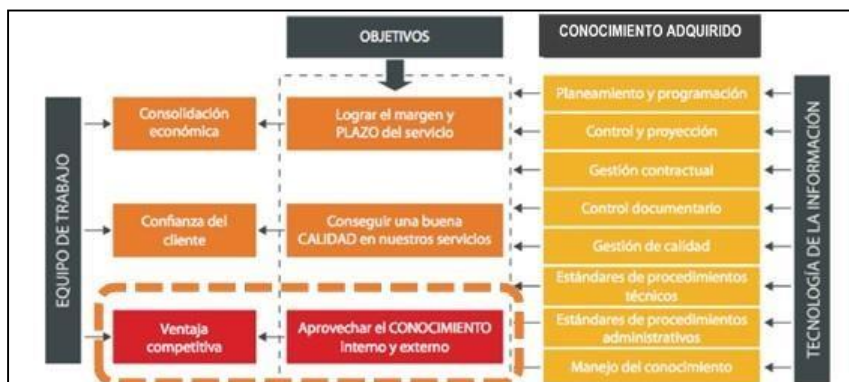 OBJETIVOS
CONOCIMIENTO ADQUIRIDO
EQUIPO DE TRABAJO
Consolidación
económica
Lograr el margen y
PLAZO del servicio
Confianza del
cliente
Conseguir una buena
CALIDAD en nuestros servicios
Ventaja
competitiva
Aprovechar el CONOCIMIENTO
interno y externo
Planeamiento y programación
Control y proyección
Gestión contractual
Control documentario
Gestión de calidad
Estándares de procedimientos
técnicos
Estándares de procedimientos
administrativos
Manejo del conocimiento
TECNOLOGÍA DE LA INFORMACIÓN